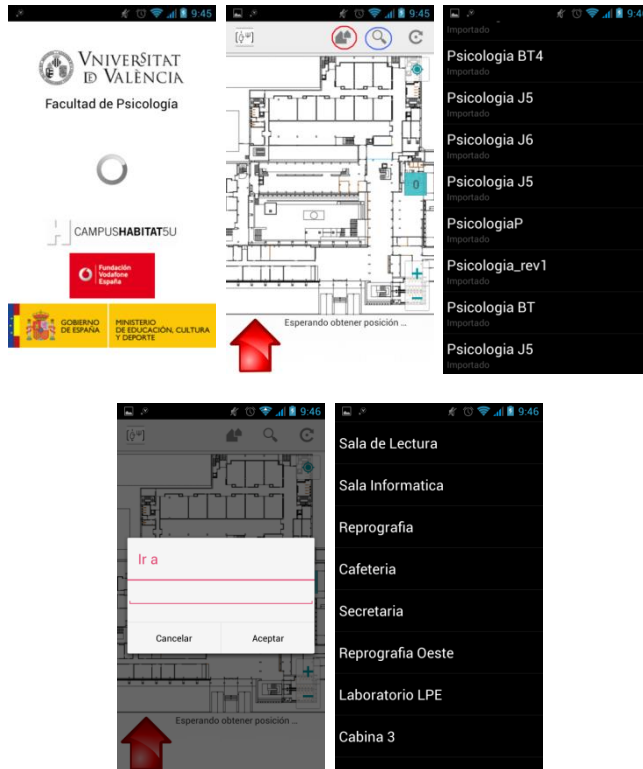 9:45
VNIVERSITAT
ID VALÈNCIA
Facultad de Psicología
CAMPUSHABITAT5U
Fundación
Vodafone
España
GOBIERNO
DE ESPAÑA
MINISTERIO
DE EDUCACIÓN, CULTURA
Y DEPORTE
9:45
0
+
−
Esperando obtener posición ...
Importado
Psicologia BT4
Importado
Psicologia J5
Importado
Psicologia J6
Importado
Psicologia J5
Importado
PsicologiaP
Importado
Psicologia_rev1
Importado
Psicologia BT
Importado
Psicologia J5
Importado
9:46
Ir a
Cancelar
Aceptar
+
−
Esperando obtener posición ...
9:46
Sala de Lectura
Sala Informatica
Reprografia
Cafeteria
Secretaria
Reprografia Oeste
Laboratorio LPE
Cabina 3